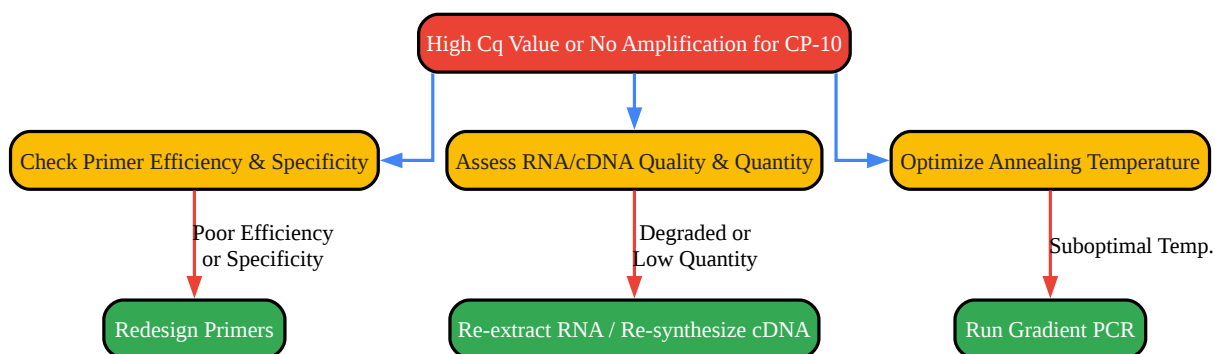 High Cq Value or No Amplification for CP-10
Check Primer Efficiency & Specificity
Assess RNA/cDNA Quality & Quantity
Optimize Annealing Temperature
Poor Efficiency
or Specificity
Degraded or
Low Quantity
Suboptimal Temp.
Redesign Primers
Re-extract RNA / Re-synthesize cDNA
Run Gradient PCR